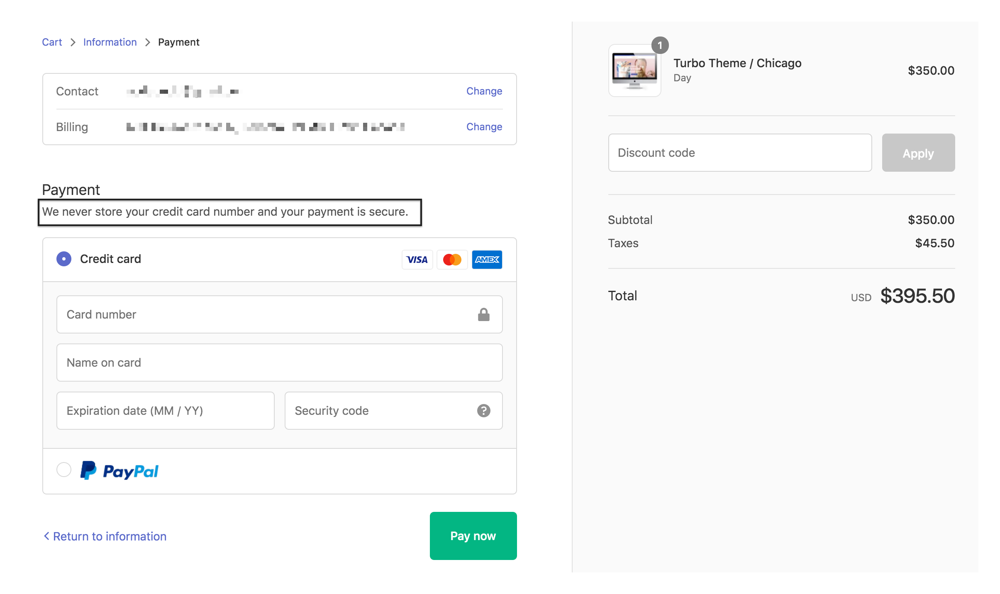 Cart > Information > Payment
Contact Change
Billing Change
Payment
We never store your credit card number and your payment is secure.
Credit card VISA AMEX
Card number
Name on card
Expiration date (MM / YY) Security code ?
PayPal
< Return to information Pay now
1
Turbo Theme / Chicago $350.00
Day
Discount code Apply
Subtotal $350.00
Taxes $45.50
Total USD $395.50